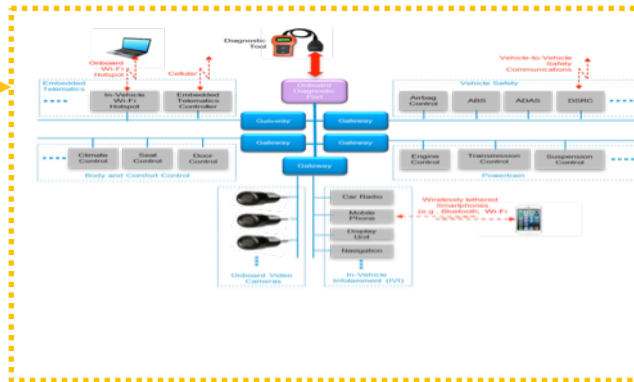 Diagnostic
Tool
Onboard
Wi-Fi
Hotspot
Cellular
Vehicle-to-Vehicle
Safety
Communications
Embedded
Telematics
Onboard
Diagnostic
Port
Vehicle Safety
In-Vehicle
Wi-Fi
Hotspot
Embedded
Telematics
Controller
Airbag
Control
ABS
ADAS
DSRC
Gateway
Gateway
Gateway
Gateway
Climate
Control
Seat
Control
Door
Control
Body and Comfort Control
Gateway
Engine
Control
Transmission
Control
Suspension
Control
Powertrain
Car Radio
Mobile
Phone
Display
Unit
Navigation
Wirelessly tethered
Smartphones
(e.g., Bluetooth, Wi-Fi
Onboard Video
Cameras
In-Vehicle
Infotainment (IVI)